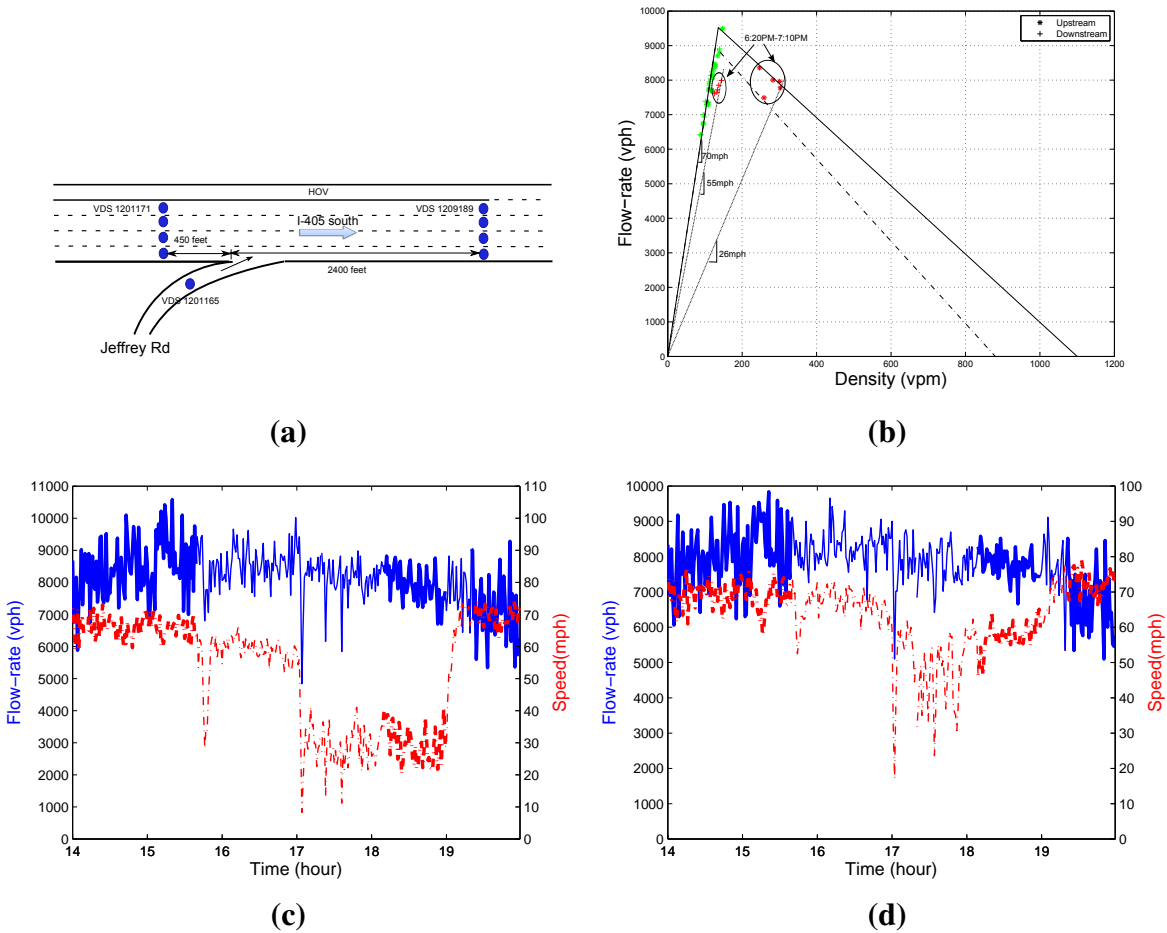 HOV
VDS 1201171
VDS 1209189
I-405 south
450 feet
2400 feet
VDS 1201165
Jeffrey Rd
(a)
10000
9000
8000
7000
6000
5000
4000
3000
2000
1000
0
Flow-rate (vph)
6:20PM-7:10PM
Upstream
Downstream
70mph
55mph
26mph
0 200 400 600 800 1000 1200
Density (vpm)
(b)
11000
10000
9000
8000
7000
6000
5000
4000
3000
2000
1000
0
Flow-rate (vph)
110
100
90
80
70
60
50
40
30
20
10
0
Speed(mph)
14 15 16 17 18 19
Time (hour)
(c)
10000
9000
8000
7000
6000
5000
4000
3000
2000
1000
0
Flow-rate (vph)
100
90
80
70
60
50
40
30
20
10
0
Speed(mph)
14 15 16 17 18 19
Time (hour)
(d)